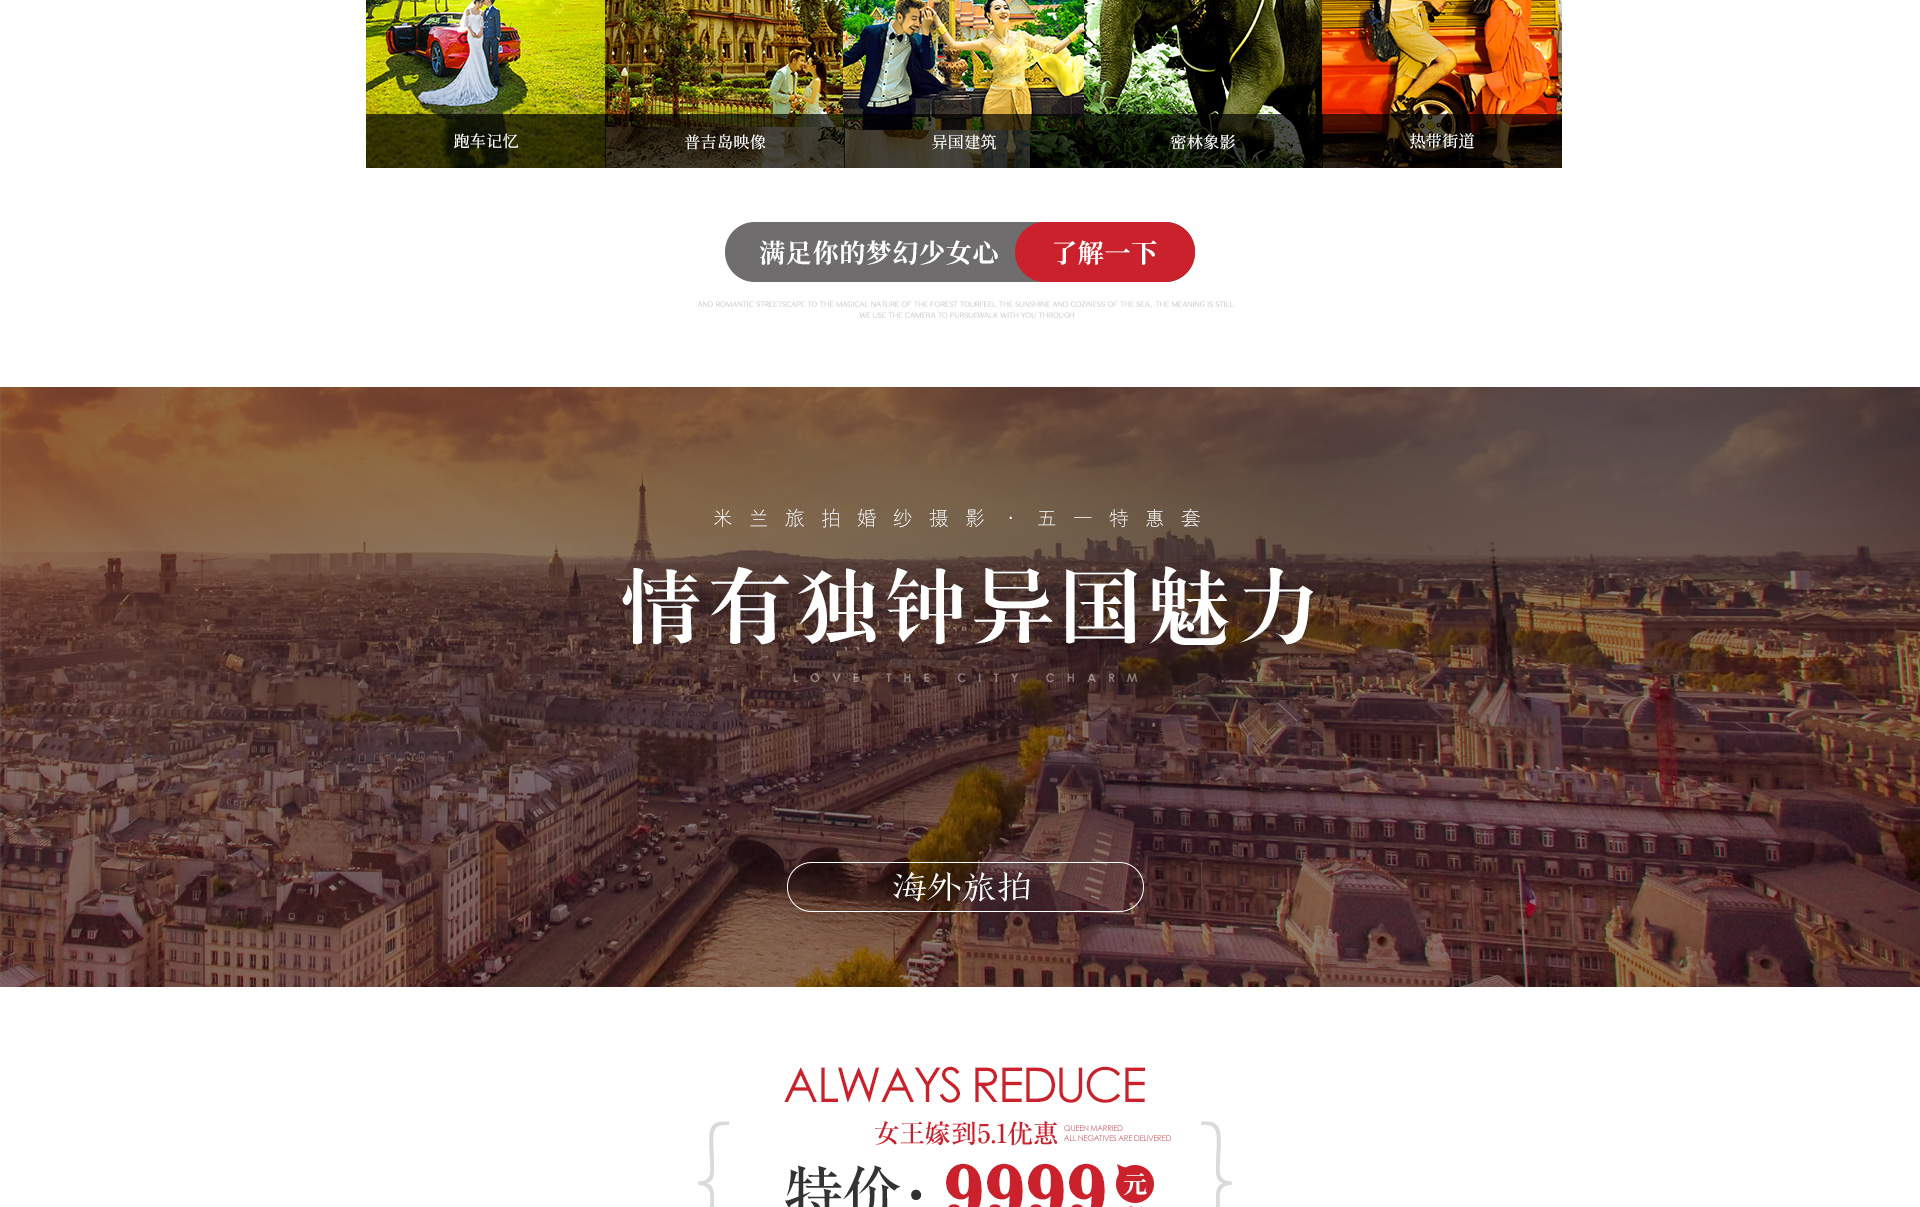 跑车记忆
普吉岛映像
异国建筑
密林象影
热带街道
满足你的梦幻少女心 了解一下
AND ROMANTIC STREETSCAPE TO THE MAGICAL NATURE OF THE FOREST TOURFEEL THE SUNSHINE AND COZINESS OF THE SEA, THE MEANING IS STILL
WE USE THE CAMERA TO PURSUEWALK WITH YOU THROUGH
米兰旅拍婚纱摄影·五一特惠套
情有独钟异国魅力
LOVE THE CITY CHARM
海外旅拍
ALWAYS REDUCE
女王嫁到5.1优惠
QUEEN MARRIED
ALL NEGATIVES ARE DELIVERED
特价·9999元